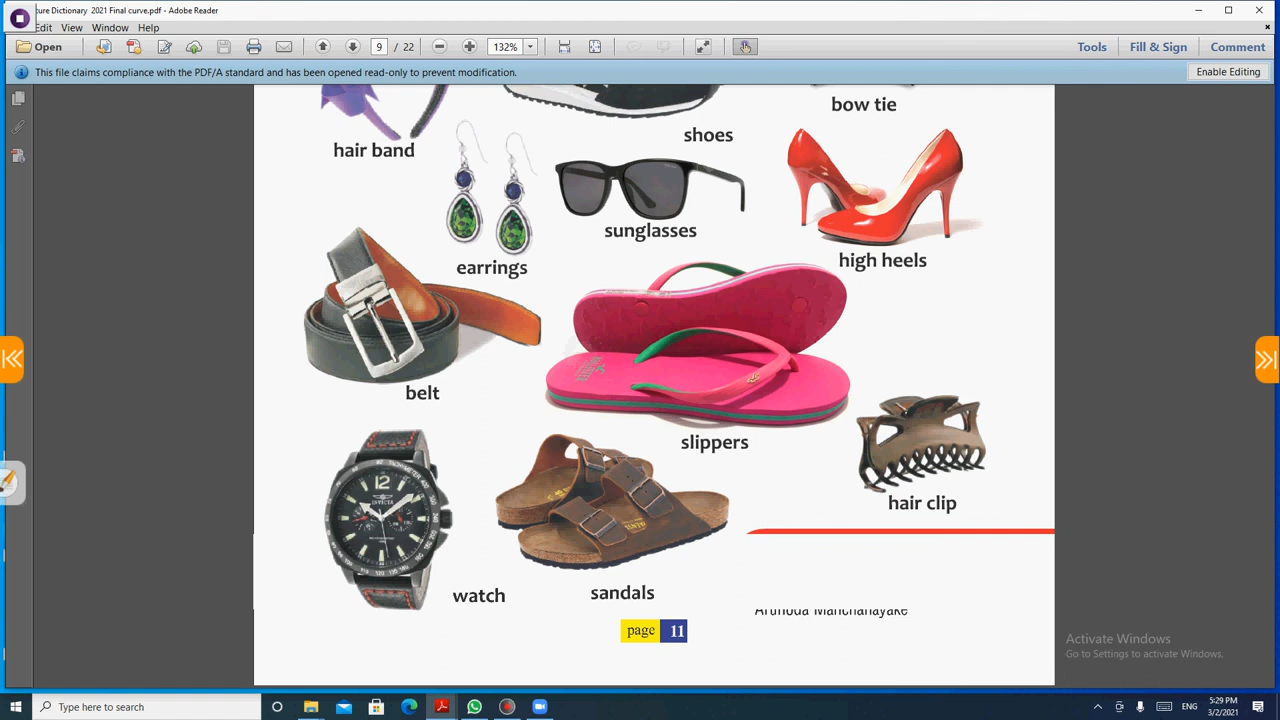 ture Dictionary 2021 Final curve.pdf - Adobe Reader
Edit View Window Help
Open 9 / 22 132% Tools Fill & Sign Comment
This file claims compliance with the PDF/A standard and has been opened read-only to prevent modification. Enable Editing
bow tie
shoes
hair band
sunglasses
high heels
earrings
belt
slippers
hair clip
INVICTA
watch
sandals
page 11
Arunoda Manchanayake
Activate Windows
Go to Settings to activate Windows.
Type here to search
ENG
5:29 PM
3/2/2021